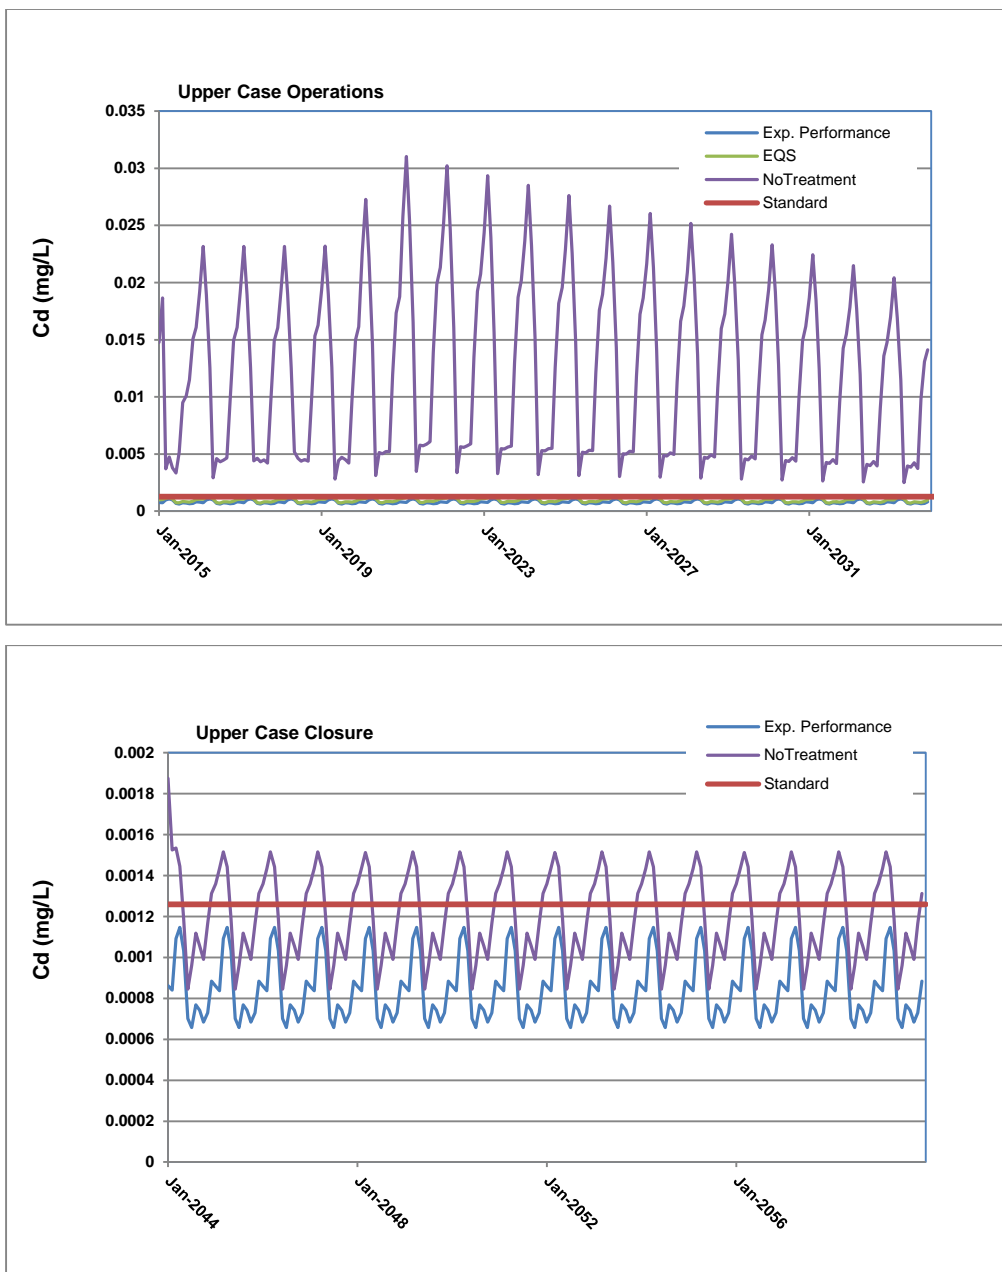 Upper Case Operations
0.035
0.03
0.025
0.02
0.015
0.01
0.005
0
Cd (mg/L)
Exp. Performance
EQS
NoTreatment
Standard
Jan-2015
Jan-2019
Jan-2023
Jan-2027
Jan-2031
Upper Case Closure
0.002
0.0018
0.0016
0.0014
0.0012
0.001
0.0008
0.0006
0.0004
0.0002
0
Cd (mg/L)
Exp. Performance
NoTreatment
Standard
Jan-2044
Jan-2048
Jan-2052
Jan-2056